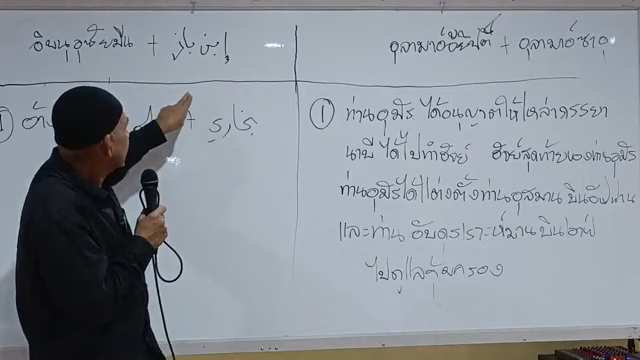 อิบนุอุซัยมีน + إبن باز
อุลามาอ์อียิปต์ + อุลามาอ์ซาอุ
① ท่านอุมัร ได้อนุญาตให้เหล่าภรรยา
นาบี ได้ไปทำฮัจย์ ฮัจย์สุดท้ายของท่านอุมัร
ท่านอุมัรได้แต่งตั้งท่านอุสมาน บินอัฟฟาน
และท่าน อับดุรเราะห์มาน บินเอาฟ์
ไปดูแลคุ้มครอง